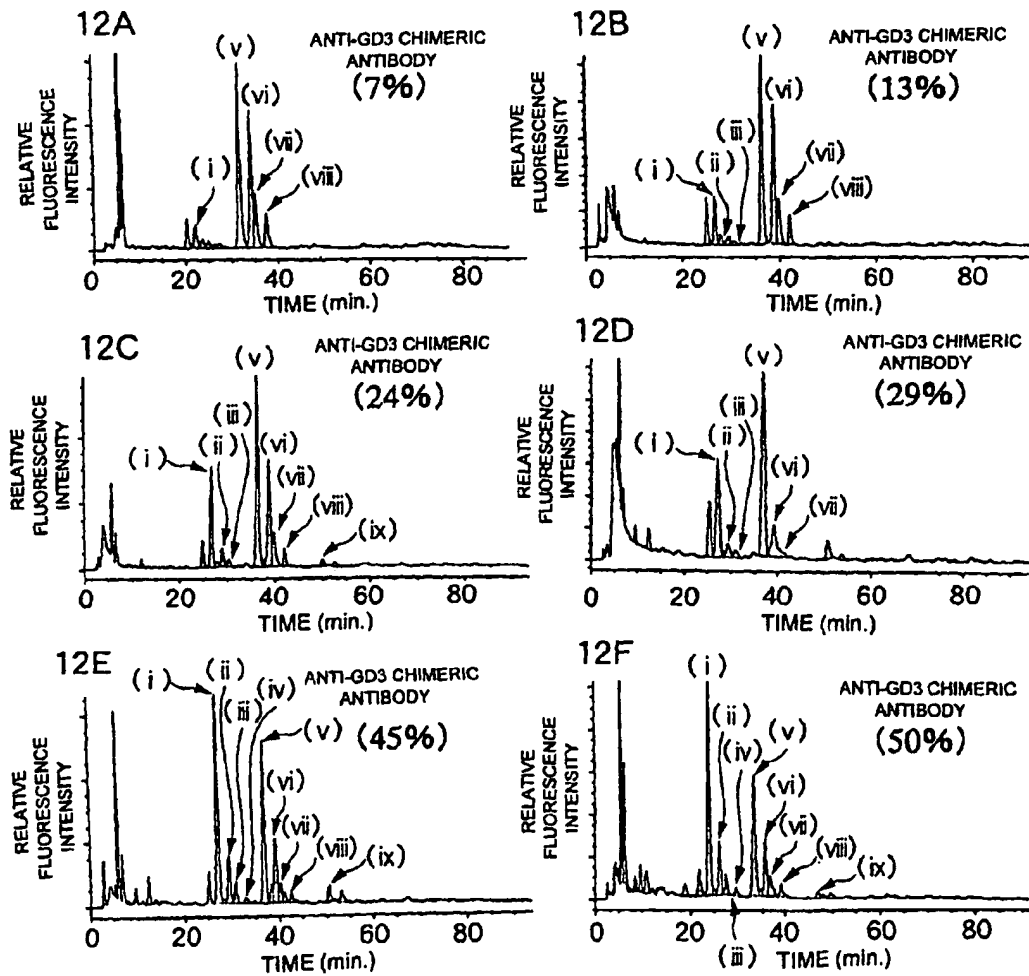 12A
ANTI-GD3 CHIMERIC
ANTIBODY
(7%)
RELATIVE
FLUORESCENCE
INTENSITY
(i)
(v)
(vi)
(vii)
(viii)
0
20
40
60
80
TIME (min.)
12B
ANTI-GD3 CHIMERIC
ANTIBODY
(13%)
RELATIVE
FLUORESCENCE
INTENSITY
(i)
(ii)
(iii)
(v)
(vi)
(vii)
(viii)
0
20
40
60
80
TIME (min.)
12C
ANTI-GD3 CHIMERIC
ANTIBODY
(24%)
RELATIVE
FLUORESCENCE
INTENSITY
(i)
(ii)
(iii)
(v)
(vi)
(vii)
(viii)
(ix)
0
20
40
60
80
TIME (min.)
12D
ANTI-GD3 CHIMERIC
ANTIBODY
(29%)
RELATIVE
FLUORESCENCE
INTENSITY
(i)
(ii)
(iii)
(v)
(vi)
(vii)
0
20
40
60
80
TIME (min.)
12E
ANTI-GD3 CHIMERIC
ANTIBODY
(45%)
RELATIVE
FLUORESCENCE
INTENSITY
(i)
(ii)
(iii)
(iv)
(v)
(vi)
(vii)
(viii)
(ix)
0
20
40
60
80
TIME (min.)
12F
ANTI-GD3 CHIMERIC
ANTIBODY
(50%)
RELATIVE
FLUORESCENCE
INTENSITY
(i)
(ii)
(iv)
(v)
(vi)
(vii)
(viii)
(ix)
0
20
40
60
80
(iii)
TIME (min.)